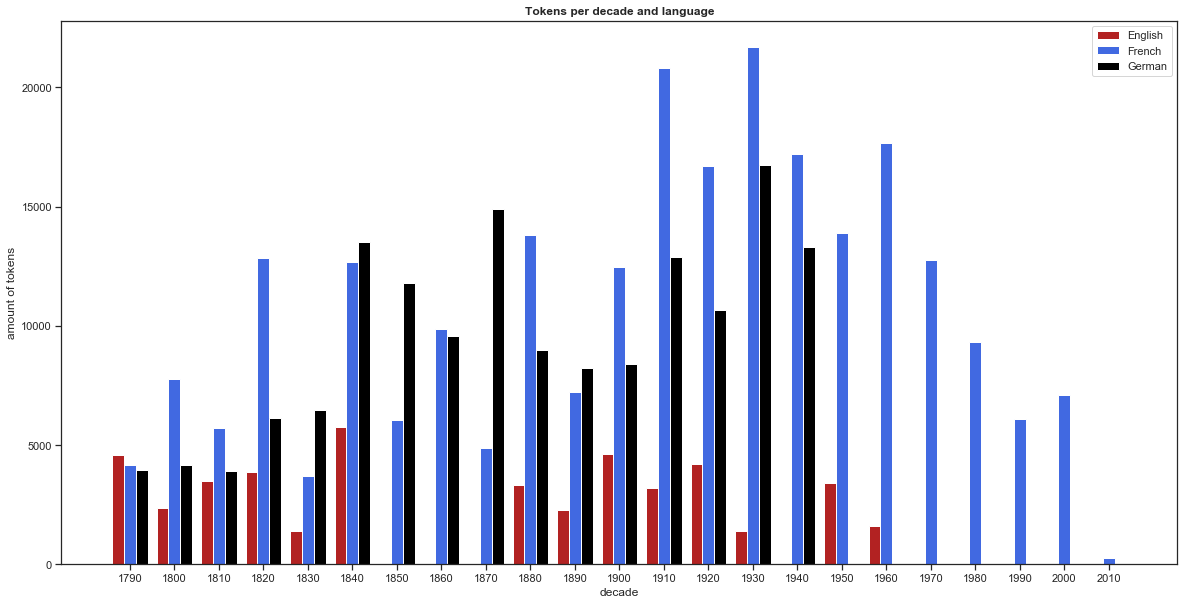 Tokens per decade and language
English
French
German
amount of tokens
20000
15000
10000
5000
0
1790 1800 1810 1820 1830 1840 1850 1860 1870 1880 1890 1900 1910 1920 1930 1940 1950 1960 1970 1980 1990 2000 2010
decade